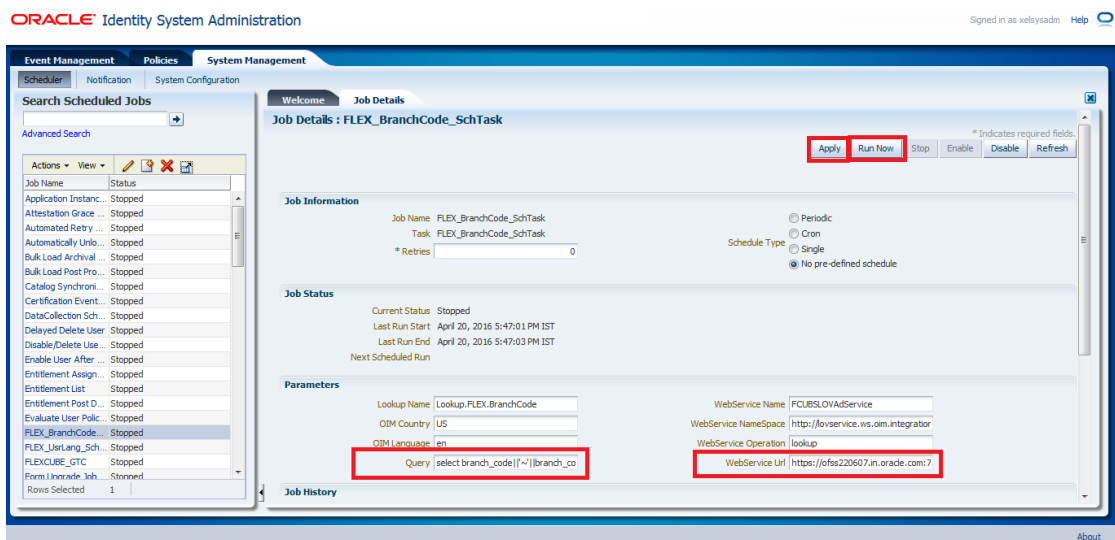 ORACLE Identity System Administration
Signed in as xelsysadm Help
Event Management Policies System Management
Scheduler Notification System Configuration
Search Scheduled Jobs
Advanced Search
Actions View
Job Name Status
Application Instanc... Stopped
Attestation Grace ... Stopped
Automated Retry ... Stopped
Automatically Unlo... Stopped
Bulk Load Archival ... Stopped
Bulk Load Post Pro... Stopped
Catalog Synchroni... Stopped
Certification Event... Stopped
DataCollection Sch... Stopped
Delayed Delete User Stopped
Disable/Delete Use... Stopped
Enable User After ... Stopped
Entitlement Assign... Stopped
Entitlement List Stopped
Entitlement Post D... Stopped
Evaluate User Polic... Stopped
FLEX_BranchCode... Stopped
FLEX_UsrLang_Sch... Stopped
FLEXCUBE_GTC Stopped
Form Upgrade Job Stopped
Rows Selected 1
Welcome Job Details
Job Details : FLEX_BranchCode_SchTask
* Indicates required fields.
Apply Run Now Stop Enable Disable Refresh
Job Information
Job Name FLEX_BranchCode_SchTask
Task FLEX_BranchCode_SchTask
* Retries 0
Schedule Type
Periodic
Cron
Single
No pre-defined schedule
Job Status
Current Status Stopped
Last Run Start April 20, 2016 5:47:01 PM IST
Last Run End April 20, 2016 5:47:03 PM IST
Next Scheduled Run
Parameters
Lookup Name Lookup.FLEX.BranchCode
OIM Country US
OIM Language en
Query select branch_code||'~'||branch_co
WebService Name FCUBSLOVAdService
WebService NameSpace http://lovservice.ws.oim.integration
WebService Operation lookup
WebService Url https://ofss220607.in.oracle.com:7
Job History
About